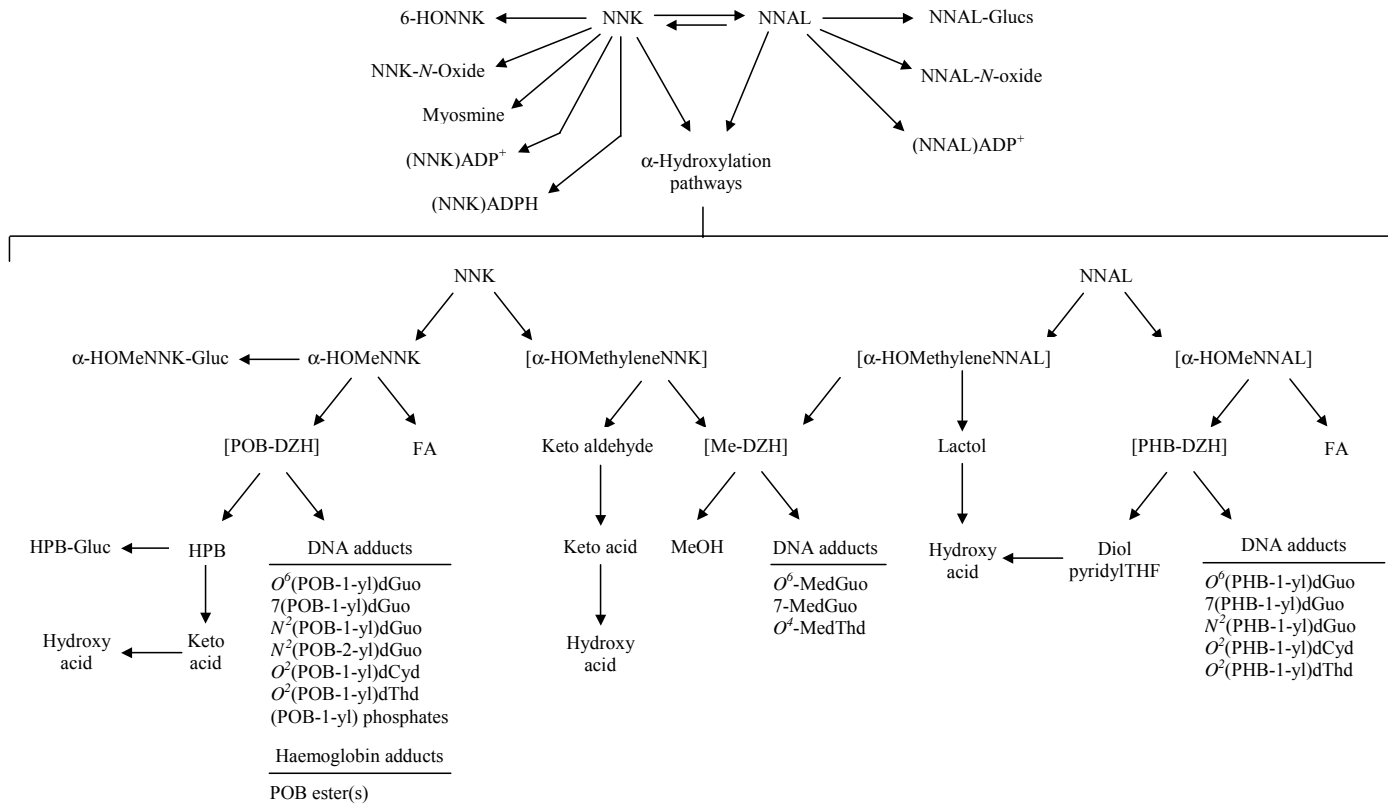 6-HONNK
NNK
NNAL
NNAL-Glucs
NNK-N-Oxide
NNAL-N-oxide
Myosmine
(NNK)ADP+
(NNAL)ADP+
α-Hydroxylation
pathways
(NNK)ADPH
NNK
NNAL
α-HOMeNNK-Gluc
α-HOMeNNK
[α-HOMethyleneNNK]
[α-HOMethyleneNNAL]
[α-HOMeNNAL]
[POB-DZH]
FA
Keto aldehyde
[Me-DZH]
Lactol
[PHB-DZH]
FA
HPB-Gluc
HPB
DNA adducts
O6(POB-1-yl)dGuo
7(POB-1-yl)dGuo
N2(POB-1-yl)dGuo
N2(POB-2-yl)dGuo
O2(POB-1-yl)dCyd
O2(POB-1-yl)dThd
(POB-1-yl) phosphates
Hydroxy
acid
Keto
acid
Haemoglobin adducts
POB ester(s)
Keto acid
Hydroxy
acid
MeOH
DNA adducts
O6-MedGuo
7-MedGuo
O4-MedThd
Hydroxy
acid
Diol
pyridylTHF
DNA adducts
O6(PHB-1-yl)dGuo
7(PHB-1-yl)dGuo
N2(PHB-1-yl)dGuo
O2(PHB-1-yl)dCyd
O2(PHB-1-yl)dThd